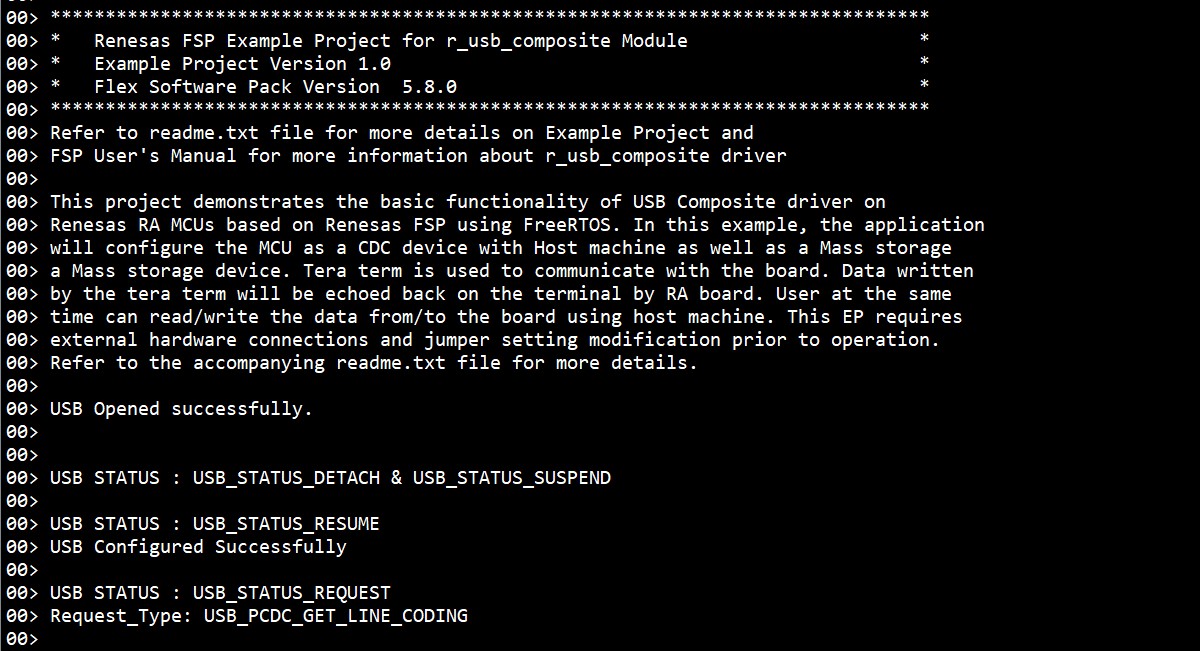 00> ********************************************************************************
00> *   Renesas FSP Example Project for r_usb_composite Module                     *
00> *   Example Project Version 1.0                                                *
00> *   Flex Software Pack Version  5.8.0                                          *
00> ********************************************************************************
00> Refer to readme.txt file for more details on Example Project and
00> FSP User's Manual for more information about r_usb_composite driver
00>
00> This project demonstrates the basic functionality of USB Composite driver on
00> Renesas RA MCUs based on Renesas FSP using FreeRTOS. In this example, the application
00> will configure the MCU as a CDC device with Host machine as well as a Mass storage
00> a Mass storage device. Tera term is used to communicate with the board. Data written
00> by the tera term will be echoed back on the terminal by RA board. User at the same
00> time can read/write the data from/to the board using host machine. This EP requires
00> external hardware connections and jumper setting modification prior to operation.
00> Refer to the accompanying readme.txt file for more details.
00>
00> USB Opened successfully.
00>
00>
00> USB STATUS : USB_STATUS_DETACH & USB_STATUS_SUSPEND
00>
00> USB STATUS : USB_STATUS_RESUME
00> USB Configured Successfully
00>
00> USB STATUS : USB_STATUS_REQUEST
00> Request_Type: USB_PCDC_GET_LINE_CODING
00>